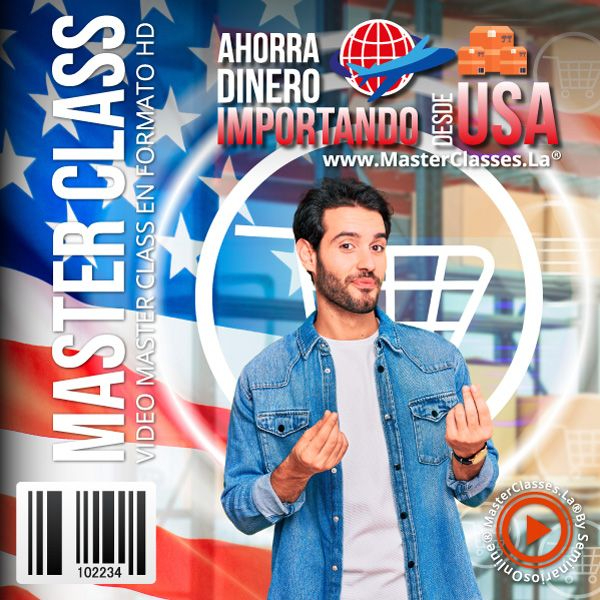 MASTER CLASS
VIDEO MASTER CLASS EN FORMATO HD
AHORRA
DINERO
IMPORTANDO
DESDE
USA
www.MasterClasses.La®
102234
MasterClasses.La® By SeminariosOnline®